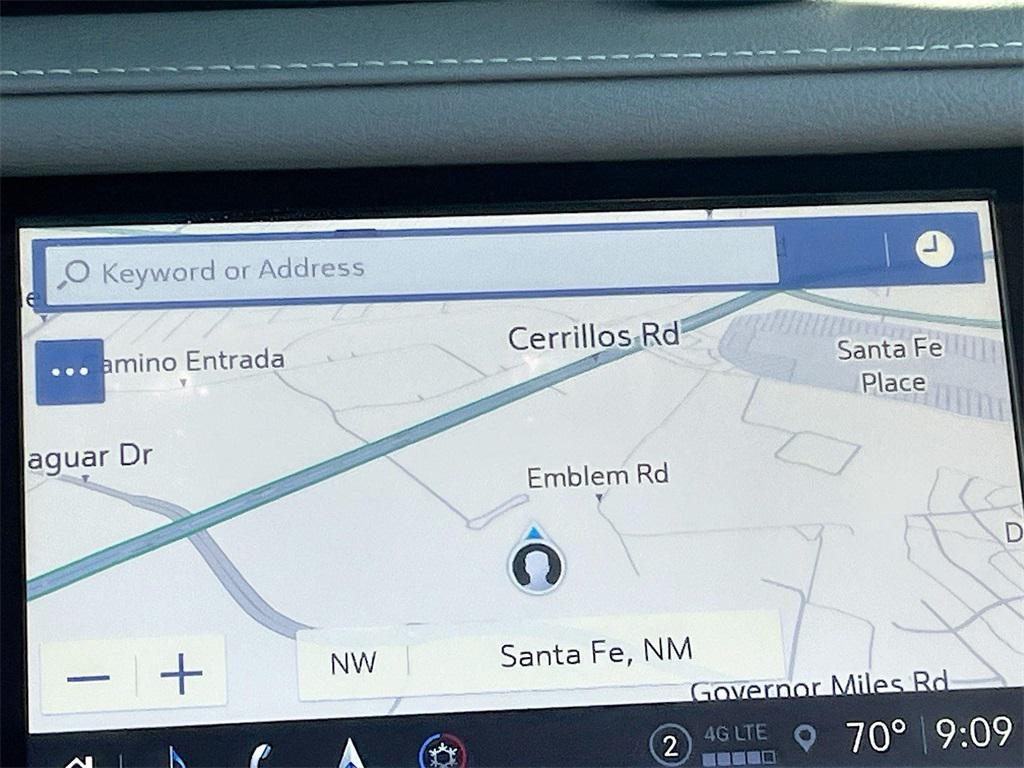 Keyword or Address
e
Cerrillos Rd
amino Entrada
Santa Fe
Place
aguar Dr
Emblem Rd
D
NW
Santa Fe, NM
Governor Miles Rd
2
4G LTE
70°
9:09